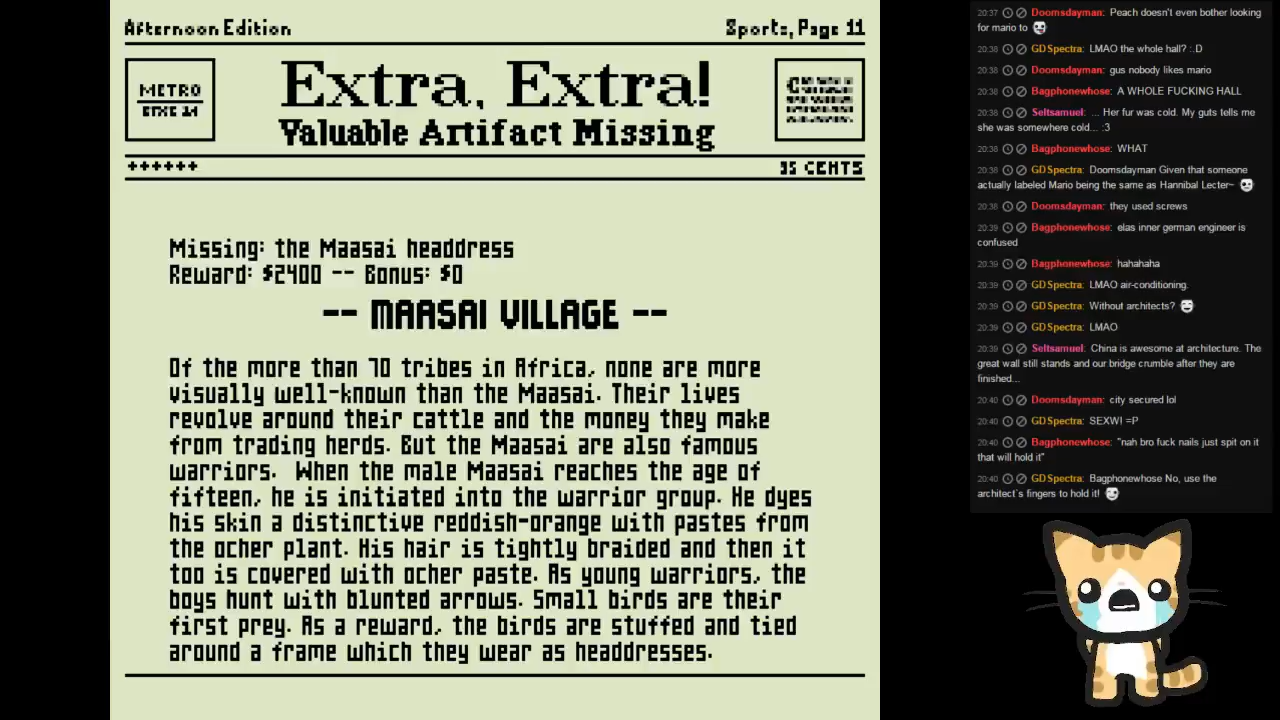 Afternoon Edition
Sports, Page 11
METRO
Extra, Extra!
Valuable Artifact Missing
++++++
35 CENTS
Missing: the Maasai headdress
Reward: $2400 -- Bonus: $0
-- MAASAI VILLAGE --
Of the more than 70 tribes in Africa, none are more
visually well-known than the Maasai. Their lives
revolve around their cattle and the money they make
from trading herds. But the Maasai are also famous
warriors.  When the male Maasai reaches the age of
fifteen, he is initiated into the warrior group. He dyes
his skin a distinctive reddish-orange with pastes from
the ocher plant. His hair is tightly braided and then it
too is covered with ocher paste. As young warriors, the
boys hunt with blunted arrows. Small birds are their
first prey. As a reward, the birds are stuffed and tied
around a frame which they wear as headdresses.
20:37 Doomsdayman: Peach doesn't even bother looking
for mario to
20:38 GDSpectra: LMAO the whole hall? :.D
20:38 Doomsdayman: gus nobody likes mario
20:38 Bagphonewhose: A WHOLE FUCKING HALL
20:38 Seltsamuel: ... Her fur was cold. My guts tells me
she was somewhere cold... :3
20:38 Bagphonewhose: WHAT
20:38 GDSpectra: Doomsdayman Given that someone
actually labeled Mario being the same as Hannibal Lecter~
20:38 Doomsdayman: they used screws
20:39 Bagphonewhose: elas inner german engineer is
confused
20:39 Bagphonewhose: hahahaha
20:39 GDSpectra: LMAO air-conditioning.
20:39 GDSpectra: Without architects?
20:39 GDSpectra: LMAO
20:39 Seltsamuel: China is awesome at architecture. The
great wall still stands and our bridge crumble after they are
finished...
20:40 Doomsdayman: city secured lol
20:40 GDSpectra: SEXW! =P
20:40 Bagphonewhose: "nah bro fuck nails just spit on it
that will hold it"
20:40 GDSpectra: Bagphonewhose No, use the
architect´s fingers to hold it!